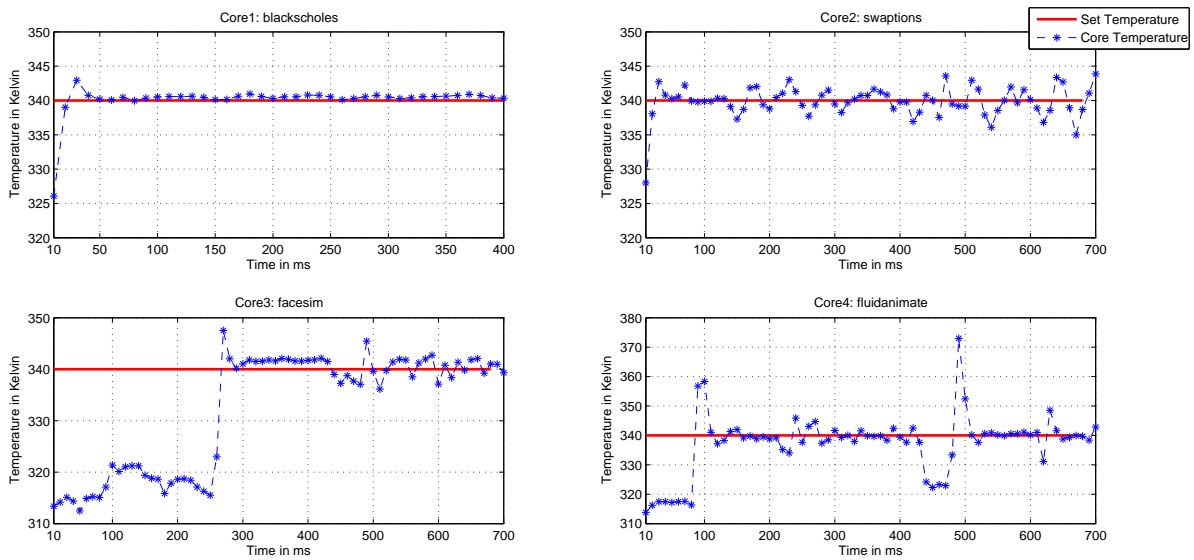 Core1: blackscholes
Core2: swaptions
Set Temperature
Core Temperature
Temperature in Kelvin
350
345
340
335
330
325
320
10 50 100 150 200 250 300 350 400
Time in ms
Temperature in Kelvin
350
345
340
335
330
325
320
10 100 200 300 400 500 600 700
Time in ms
Core3: facesim
Temperature in Kelvin
350
340
330
320
310
10 100 200 300 400 500 600 700
Time in ms
Core4: fluidanimate
Temperature in Kelvin
380
370
360
350
340
330
320
310
10 100 200 300 400 500 600 700
Time in ms